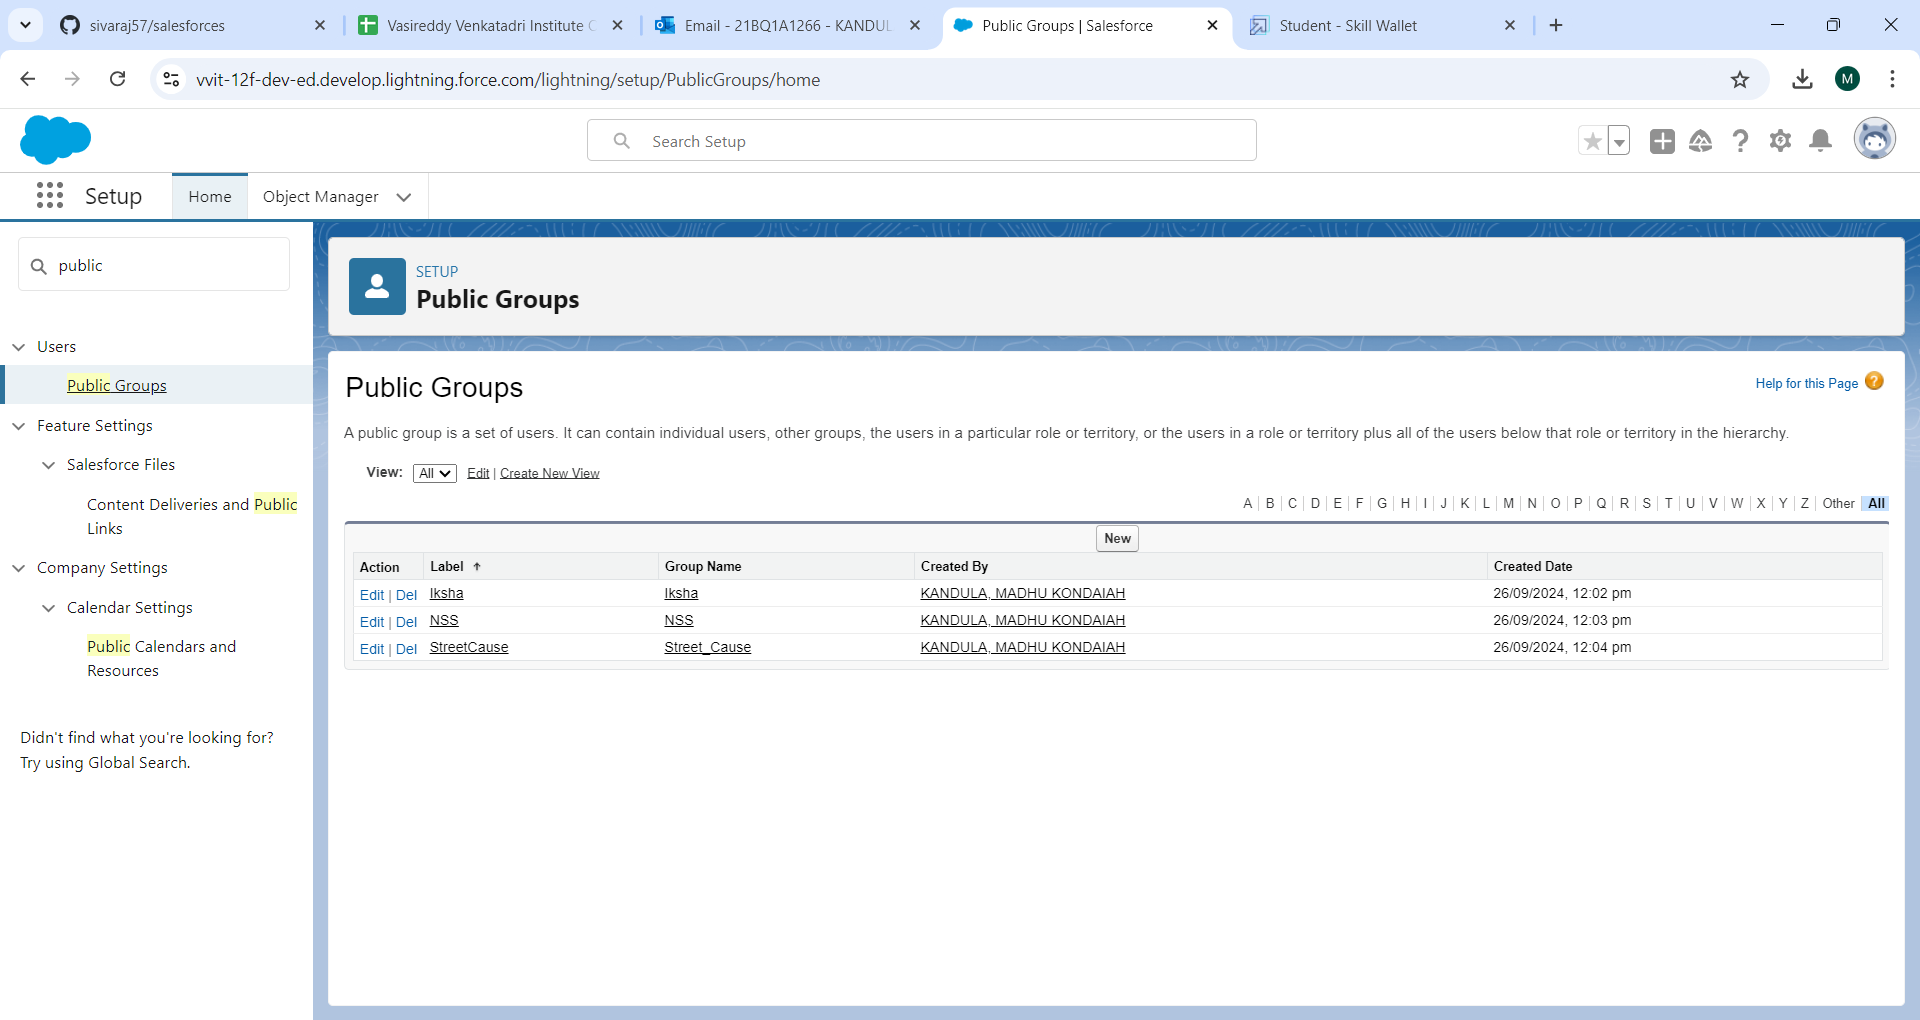 sivaraj57/salesforces
Vasireddy Venkatadri Institute
Email - 21BQ1A1266 - KANDUL
Public Groups | Salesforce
Student - Skill Wallet
vvit-12f-dev-ed.develop.lightning.force.com/lightning/setup/PublicGroups/home
M
Search Setup
Setup
Home
Object Manager
public
Users
Public Groups
Feature Settings
Salesforce Files
Content Deliveries and Public
Links
Company Settings
Calendar Settings
Public Calendars and
Resources
Didn't find what you're looking for?
Try using Global Search.
SETUP
Public Groups
Public Groups
Help for this Page ?
A public group is a set of users. It can contain individual users, other groups, the users in a particular role or territory, or the users in a role or territory plus all of the users below that role or territory in the hierarchy.
View: All Edit | Create New View
A | B | C | D | E | F | G | H | I | J | K | L | M | N | O | P | Q | R | S | T | U | V | W | X | Y | Z | Other | All
New
Action Label ↑ Group Name Created By Created Date
Edit | Del Iksha Iksha KANDULA, MADHU KONDAIAH 26/09/2024, 12:02 pm
Edit | Del NSS NSS KANDULA, MADHU KONDAIAH 26/09/2024, 12:03 pm
Edit | Del StreetCause Street_Cause KANDULA, MADHU KONDAIAH 26/09/2024, 12:04 pm